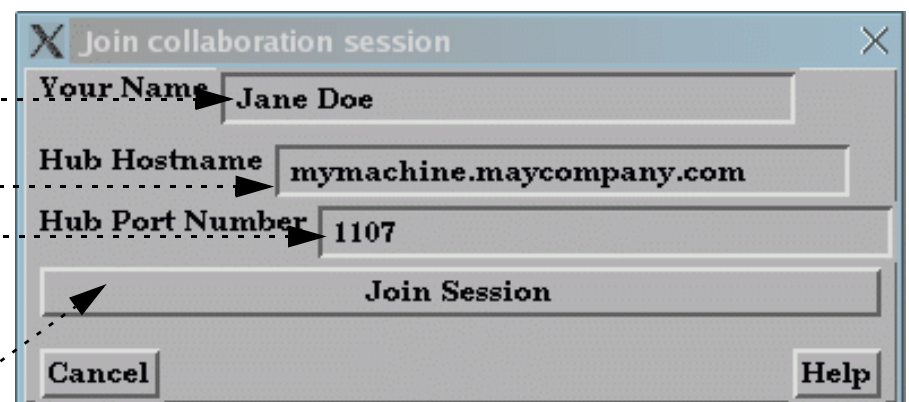 Join collaboration session
Your Name Jane Doe
Hub Hostname mymachine.maycompany.com
Hub Port Number 1107
Join Session
Cancel Help